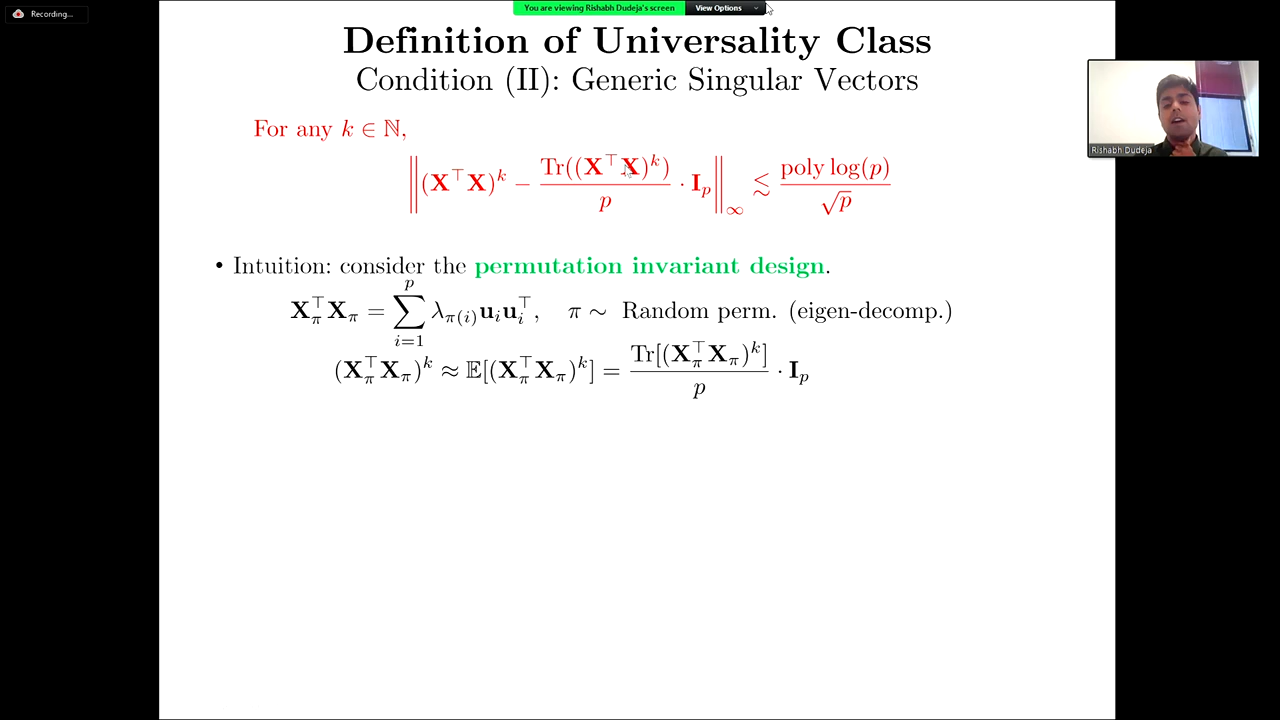 Recording...
You are viewing Rishabh Dudeja's screen View Options
Definition of Universality Class
Condition (II): Generic Singular Vectors
For any k ∈ ℕ,
‖(X⊤X)^k − Tr((X⊤X)^k)/p · I_p‖_∞ ≲ poly log(p)/√p
• Intuition: consider the permutation invariant design.
X_π⊤X_π = ∑_{i=1}^{p} λ_{π(i)} u_i u_i⊤, π ∼ Random perm. (eigen-decomp.)
(X_π⊤X_π)^k ≈ 𝔼[(X_π⊤X_π)^k] = Tr[(X_π⊤X_π)^k]/p · I_p
Rishabh Dudeja